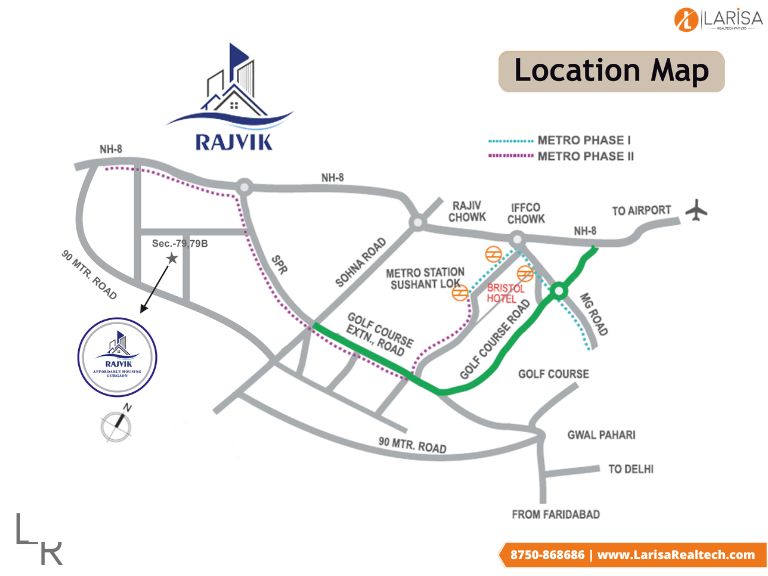 LARISA
REALTECH PVT LTD
Location Map
RAJVIK
METRO PHASE I
METRO PHASE II
NH-8
NH-8
RAJIV
CHOWK
IFFCO
CHOWK
NH-8
TO AIRPORT
Sec.-79,79B
90 MTR. ROAD
SPR
SOHNA ROAD
METRO STATION
SUSHANT LOK
BRISTOL
HOTEL
MG ROAD
GOLF COURSE
EXTN., ROAD
GOLF COURSE ROAD
RAJVIK
AFFORDABLE HOUSING
GURGAON
GOLF COURSE
N
90 MTR. ROAD
GWAL PAHARI
TO DELHI
FROM FARIDABAD
LR
8750-868686 | www.LarisaRealtech.com